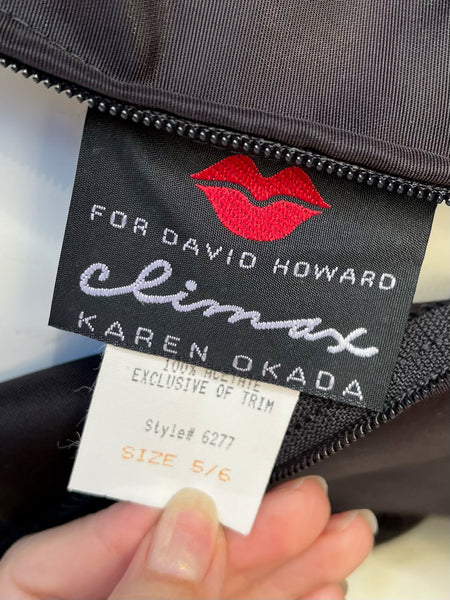 FOR DAVID HOWARD
climax
KAREN OKADA
100% ACETATE
EXCLUSIVE OF TRIM
Style# 6277
SIZE 5/6